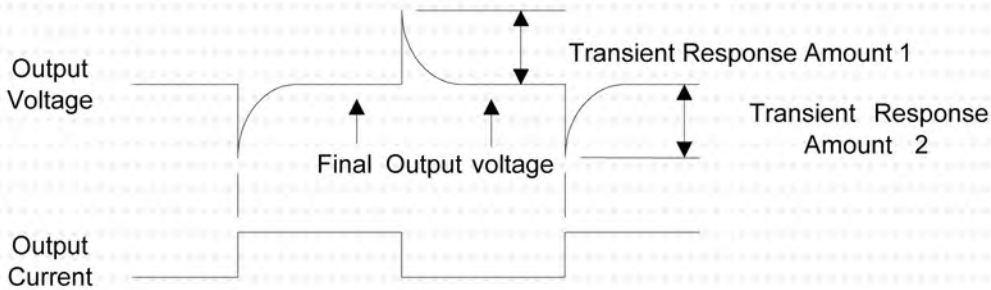 Output
Voltage
Transient Response Amount 1
Transient Response
Amount 2
Final Output voltage
Output
Current